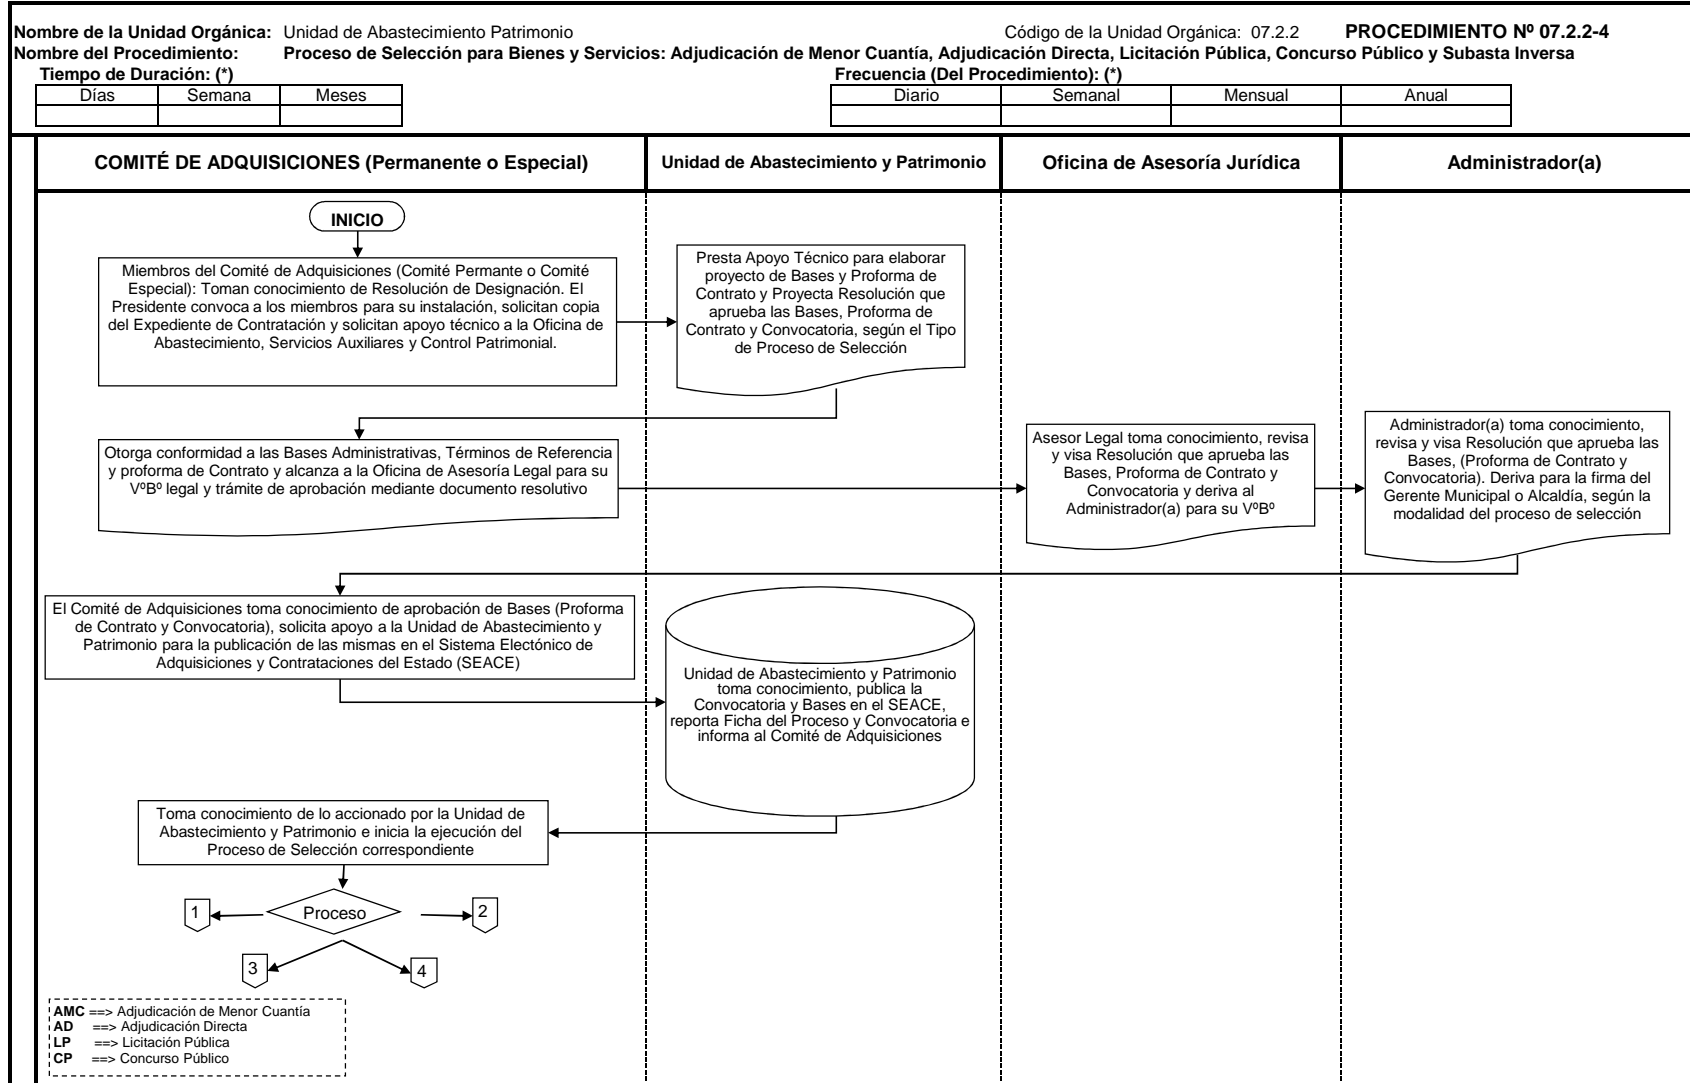 Nombre de la Unidad Orgánica: Unidad de Abastecimiento Patrimonio
Código de la Unidad Orgánica: 07.2.2
PROCEDIMIENTO Nº 07.2.2-4
Nombre del Procedimiento: Proceso de Selección para Bienes y Servicios: Adjudicación de Menor Cuantía, Adjudicación Directa, Licitación Pública, Concurso Público y Subasta Inversa
Tiempo de Duración: (*)
Frecuencia (Del Procedimiento): (*)
Días Semana Meses
Diario Semanal Mensual Anual
COMITÉ DE ADQUISICIONES (Permanente o Especial)
Unidad de Abastecimiento y Patrimonio
Oficina de Asesoría Jurídica
Administrador(a)
INICIO
Miembros del Comité de Adquisiciones (Comité Permante o Comité
Especial): Toman conocimiento de Resolución de Designación. El
Presidente convoca a los miembros para su instalación, solicitan copia
del Expediente de Contratación y solicitan apoyo técnico a la Oficina de
Abastecimiento, Servicios Auxiliares y Control Patrimonial.
Presta Apoyo Técnico para elaborar
proyecto de Bases y Proforma de
Contrato y Proyecta Resolución que
aprueba las Bases, Proforma de
Contrato y Convocatoria, según el Tipo
de Proceso de Selección
Otorga conformidad a las Bases Administrativas, Términos de Referencia
y proforma de Contrato y alcanza a la Oficina de Asesoría Legal para su
VºBº legal y trámite de aprobación mediante documento resolutivo
Asesor Legal toma conocimiento, revisa
y visa Resolución que aprueba las
Bases, Proforma de Contrato y
Convocatoria y deriva al
Administrador(a) para su VºBº
Administrador(a) toma conocimiento,
revisa y visa Resolución que aprueba las
Bases, (Proforma de Contrato y
Convocatoria). Deriva para la firma del
Gerente Municipal o Alcaldía, según la
modalidad del proceso de selección
El Comité de Adquisiciones toma conocimiento de aprobación de Bases (Proforma
de Contrato y Convocatoria), solicita apoyo a la Unidad de Abastecimiento y
Patrimonio para la publicación de las mismas en el Sistema Electónico de
Adquisiciones y Contrataciones del Estado (SEACE)
Unidad de Abastecimiento y Patrimonio
toma conocimiento, publica la
Convocatoria y Bases en el SEACE,
reporta Ficha del Proceso y Convocatoria e
informa al Comité de Adquisiciones
Toma conocimiento de lo accionado por la Unidad de
Abastecimiento y Patrimonio e inicia la ejecución del
Proceso de Selección correspondiente
1
Proceso
2
3
4
AMC ==> Adjudicación de Menor Cuantía
AD ==> Adjudicación Directa
LP ==> Licitación Pública
CP ==> Concurso Público